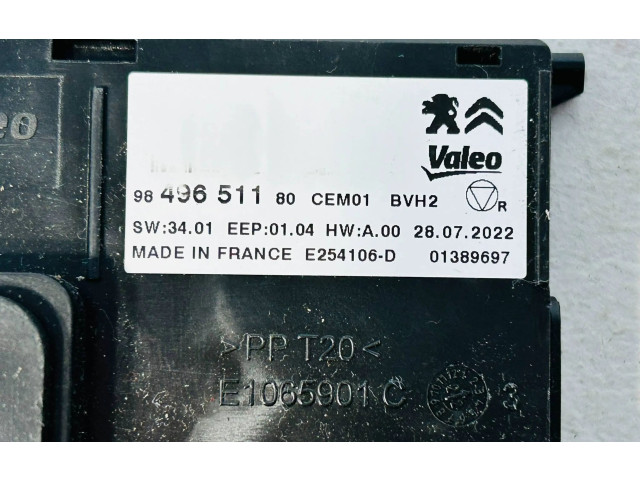 Valeo
98 496 511 80 CEM01 BVH2 R
SW:34.01 EEP:01.04 HW:A.00 28.07.2022
MADE IN FRANCE E254106-D 01389697
>PP T20<
E1065901 C